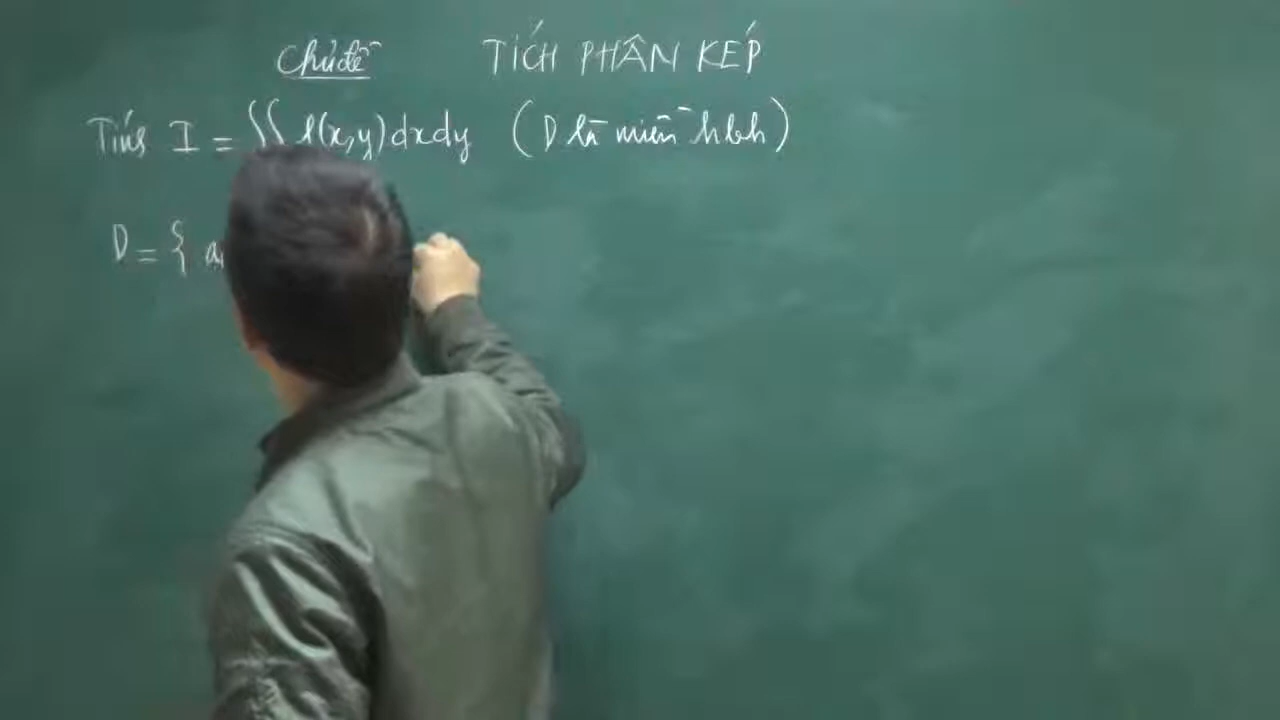 Chủ đề TÍCH PHÂN KÉP
Tính I = ∬ f(x,y)dxdy (D là miền hbh)
D = { a